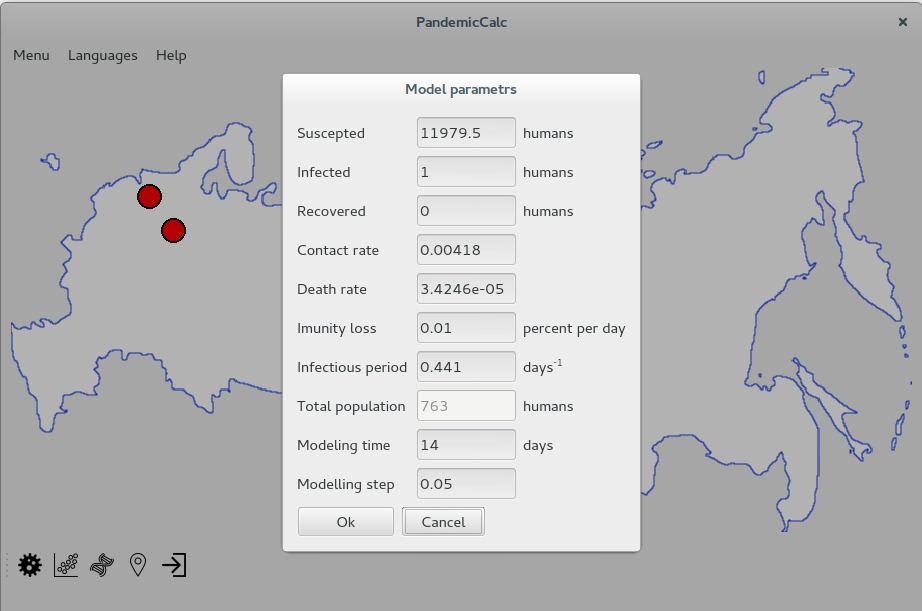 PandemicCalc
Menu Languages Help
Model parametrs
Suscepted 11979.5 humans
Infected 1 humans
Recovered 0 humans
Contact rate 0.00418
Death rate 3.4246e-05
Imunity loss 0.01 percent per day
Infectious period 0.441 days⁻¹
Total population 763 humans
Modeling time 14 days
Modelling step 0.05
Ok Cancel